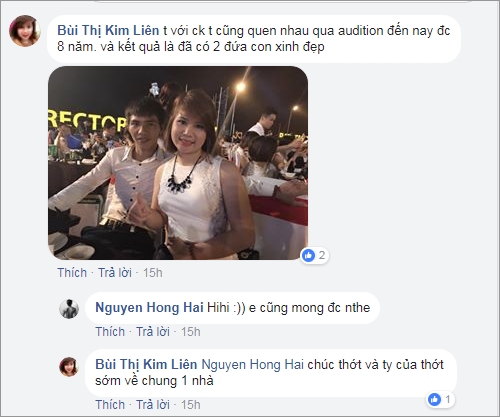 Bùi Thị Kim Liên t với ck t cũng quen nhau qua audition đến nay đc
8 năm. và kết quả là đã có 2 đứa con xinh đẹp
RECTOR
2
Thích · Trả lời · 15h
Nguyen Hong Hai Hihi :)) e cũng mong đc nthe
Thích · Trả lời · 15h
Bùi Thị Kim Liên Nguyen Hong Hai chúc thớt và ty của thớt
sớm về chung 1 nhà
1
Thích · Trả lời · 15h